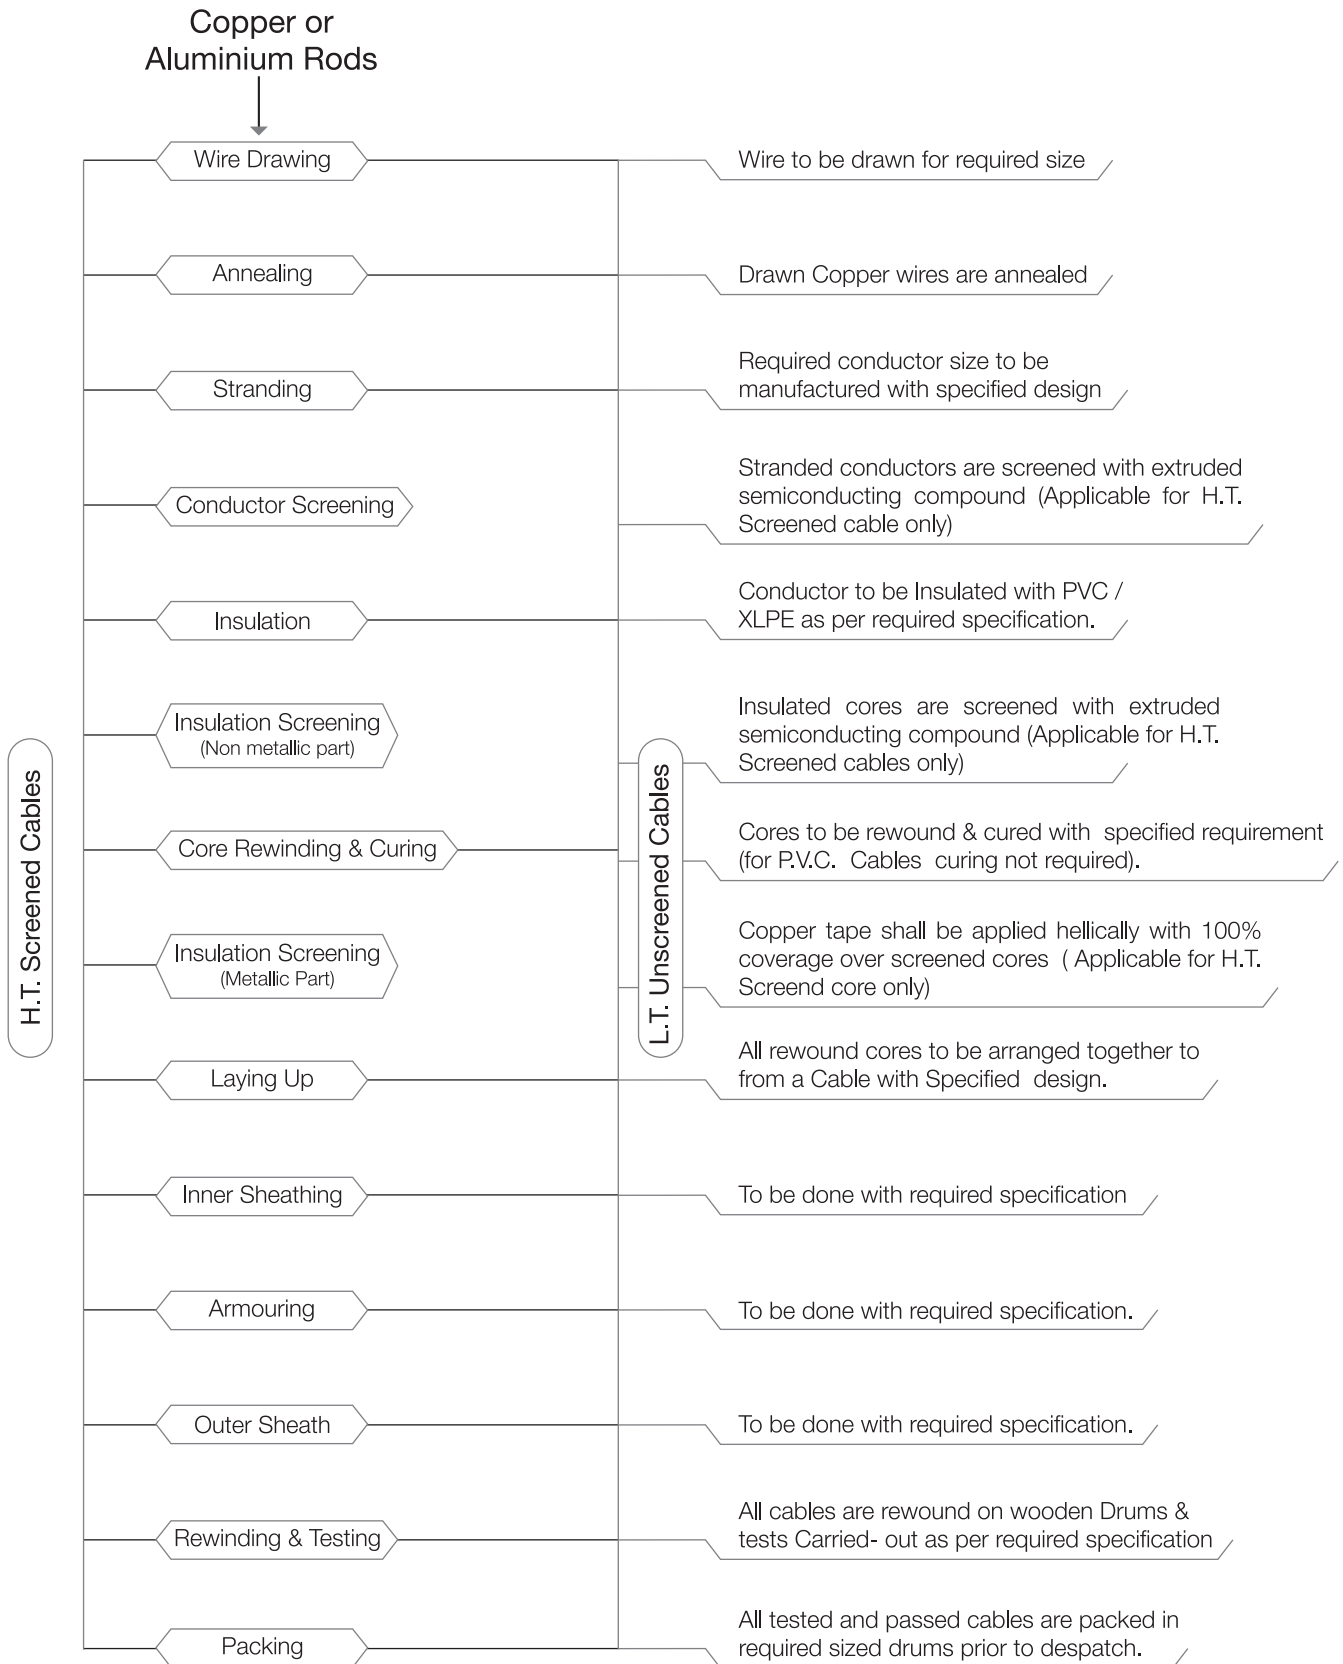 Copper or
Aluminium Rods
Wire Drawing
Wire to be drawn for required size
Annealing
Drawn Copper wires are annealed
Stranding
Required conductor size to be
manufactured with specified design
Conductor Screening
Stranded conductors are screened with extruded
semiconducting compound (Applicable for H.T.
Screened cable only)
Insulation
Conductor to be Insulated with PVC /
XLPE as per required specification.
Insulation Screening
(Non metallic part)
Insulated cores are screened with extruded
semiconducting compound (Applicable for H.T.
Screened cables only)
H.T. Screened Cables
L.T. Unscreened Cables
Core Rewinding & Curing
Cores to be rewound & cured with specified requirement
(for P.V.C. Cables curing not required).
Insulation Screening
(Metallic Part)
Copper tape shall be applied hellically with 100%
coverage over screened cores ( Applicable for H.T.
Screend core only)
Laying Up
All rewound cores to be arranged together to
from a Cable with Specified design.
Inner Sheathing
To be done with required specification
Armouring
To be done with required specification.
Outer Sheath
To be done with required specification.
Rewinding & Testing
All cables are rewound on wooden Drums &
tests Carried- out as per required specification
Packing
All tested and passed cables are packed in
required sized drums prior to despatch.